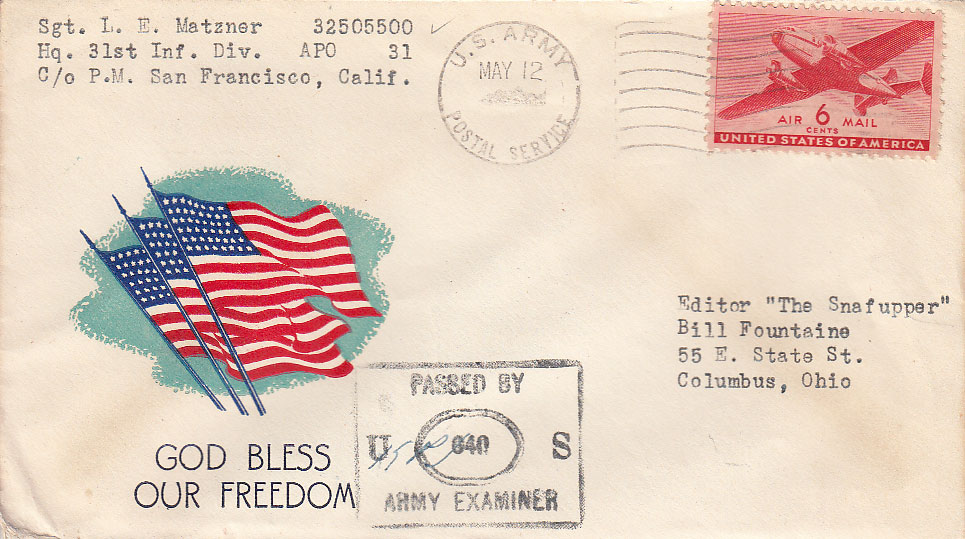 Sgt. L. E. Matzner 32505500
Hq. 31st Inf. Div. APO 31
C/o P.M. San Francisco, Calif.
U.S. ARMY
MAY 12
POSTAL SERVICE
AIR 6 MAIL
CENTS
UNITED STATES OF AMERICA
Editor "The Snafupper"
Bill Fountaine
55 E. State St.
Columbus, Ohio
GOD BLESS
OUR FREEDOM
PASSED BY
U 640 S
ARMY EXAMINER